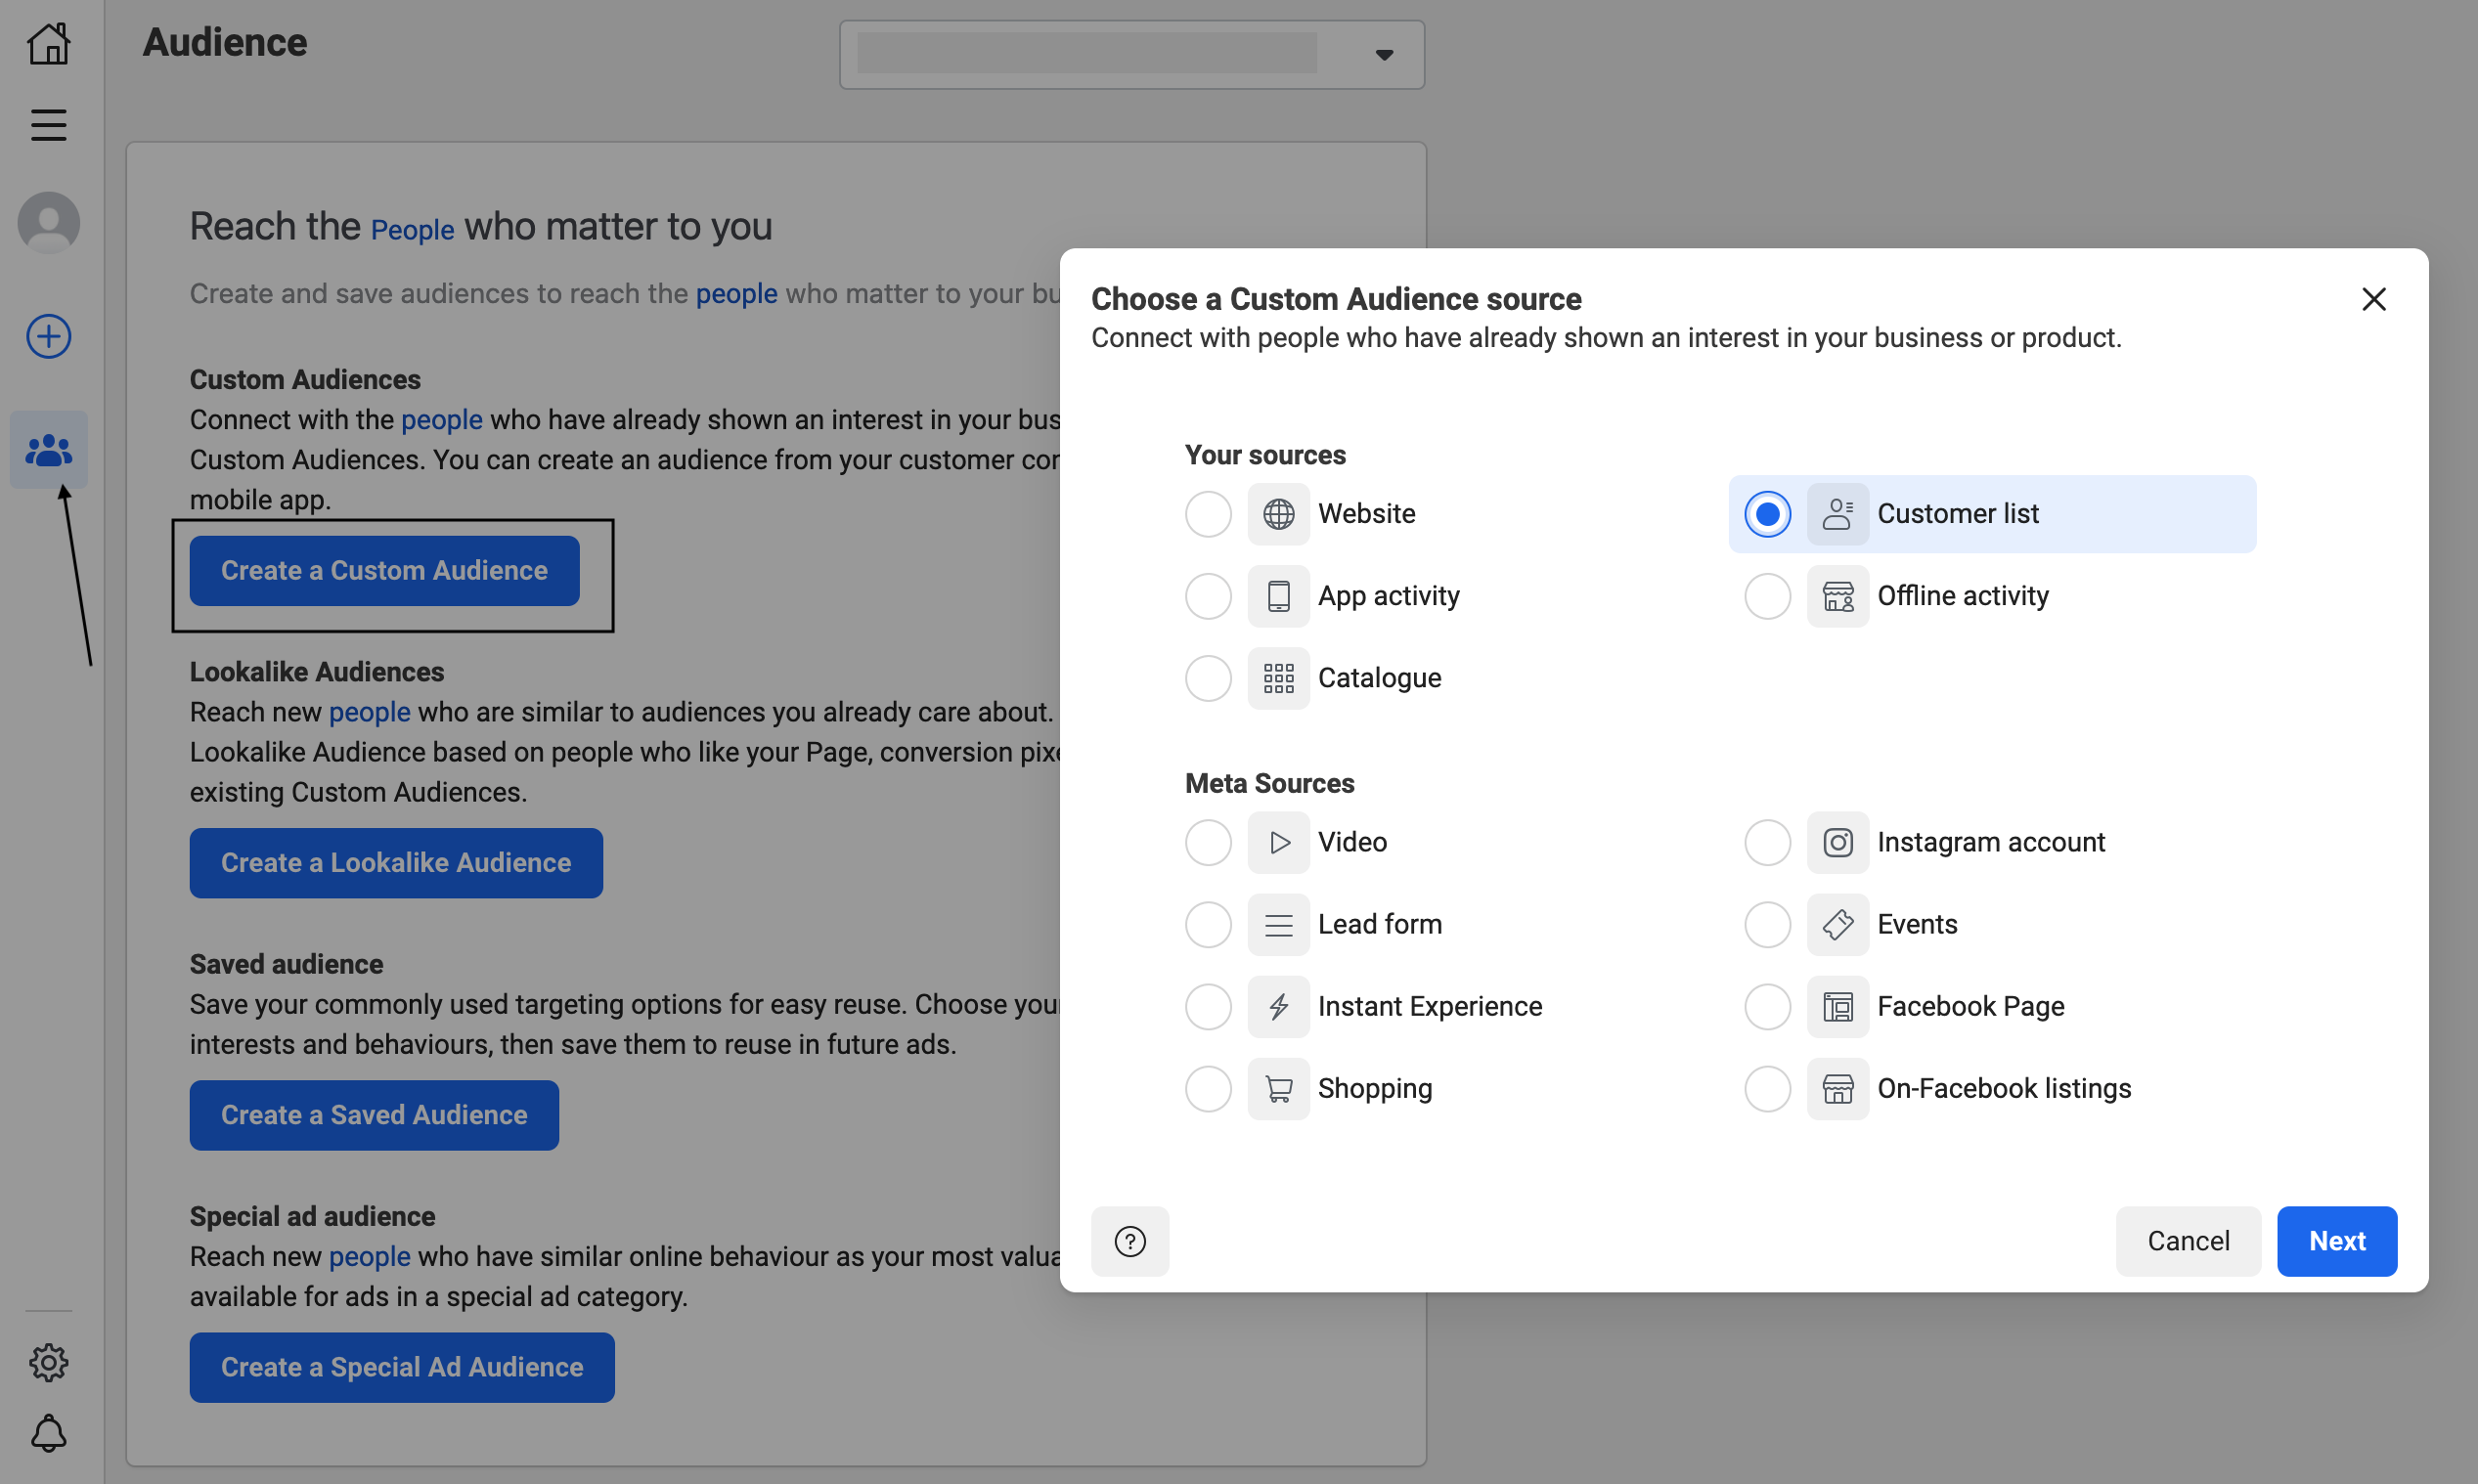 Audience
Reach the People who matter to you
Create and save audiences to reach the people who matter to your bu
Custom Audiences
Connect with the people who have already shown an interest in your bus
Custom Audiences. You can create an audience from your customer cor
mobile app.
Create a Custom Audience
Lookalike Audiences
Reach new people who are similar to audiences you already care about.
Lookalike Audience based on people who like your Page, conversion pixe
existing Custom Audiences.
Create a Lookalike Audience
Saved audience
Save your commonly used targeting options for easy reuse. Choose your
interests and behaviours, then save them to reuse in future ads.
Create a Saved Audience
Special ad audience
Reach new people who have similar online behaviour as your most valua
available for ads in a special ad category.
Create a Special Ad Audience
Choose a Custom Audience source
Connect with people who have already shown an interest in your business or product.
Your sources
Website
Customer list
App activity
Offline activity
Catalogue
Meta Sources
Video
Instagram account
Lead form
Events
Instant Experience
Facebook Page
Shopping
On-Facebook listings
?
Cancel
Next